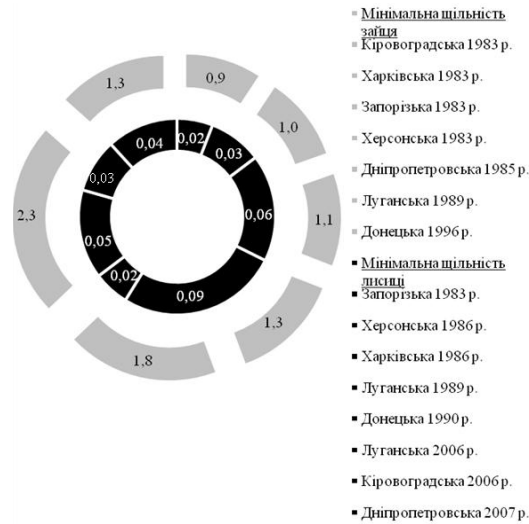 Мінімальна щільність
зайця
Кіровоградська 1983 р.
Харківська 1983 р.
Запорізька 1983 р.
Херсонська 1983 р.
Дніпропетровська 1985 р.
Луганська 1989 р.
Донецька 1996 р.
Мінімальна щільність
лисиці
Запорізька 1983 р.
Херсонська 1986 р.
Харківська 1986 р.
Луганська 1989 р.
Донецька 1990 р.
Луганська 2006 р.
Кіровоградська 2006 р.
Дніпропетровська 2007 р.
0,9
1,0
1,1
1,3
1,8
2,3
1,3
0,02
0,03
0,06
0,09
0,02
0,05
0,03
0,04